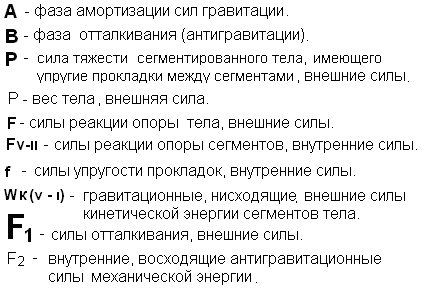 А - фаза амортизации сил гравитации.
В - фаза отталкивания (антигравитации).
Р - сила тяжести сегментированного тела, имеющего
упругие прокладки между сегментами, внешние силы.
Р - вес тела, внешняя сила.
F - силы реакции опоры тела, внешние силы.
Fv-ıı - силы реакции опоры сегментов, внутренние силы.
f - силы упругости прокладок, внутренние силы.
Wк(v - ı) - гравитационные, нисходящие, внешние силы
кинетической энергии сегментов тела.
F1 - силы отталкивания, внешние силы.
F2 - внутренние, восходящие антигравитационные
силы механической энергии.